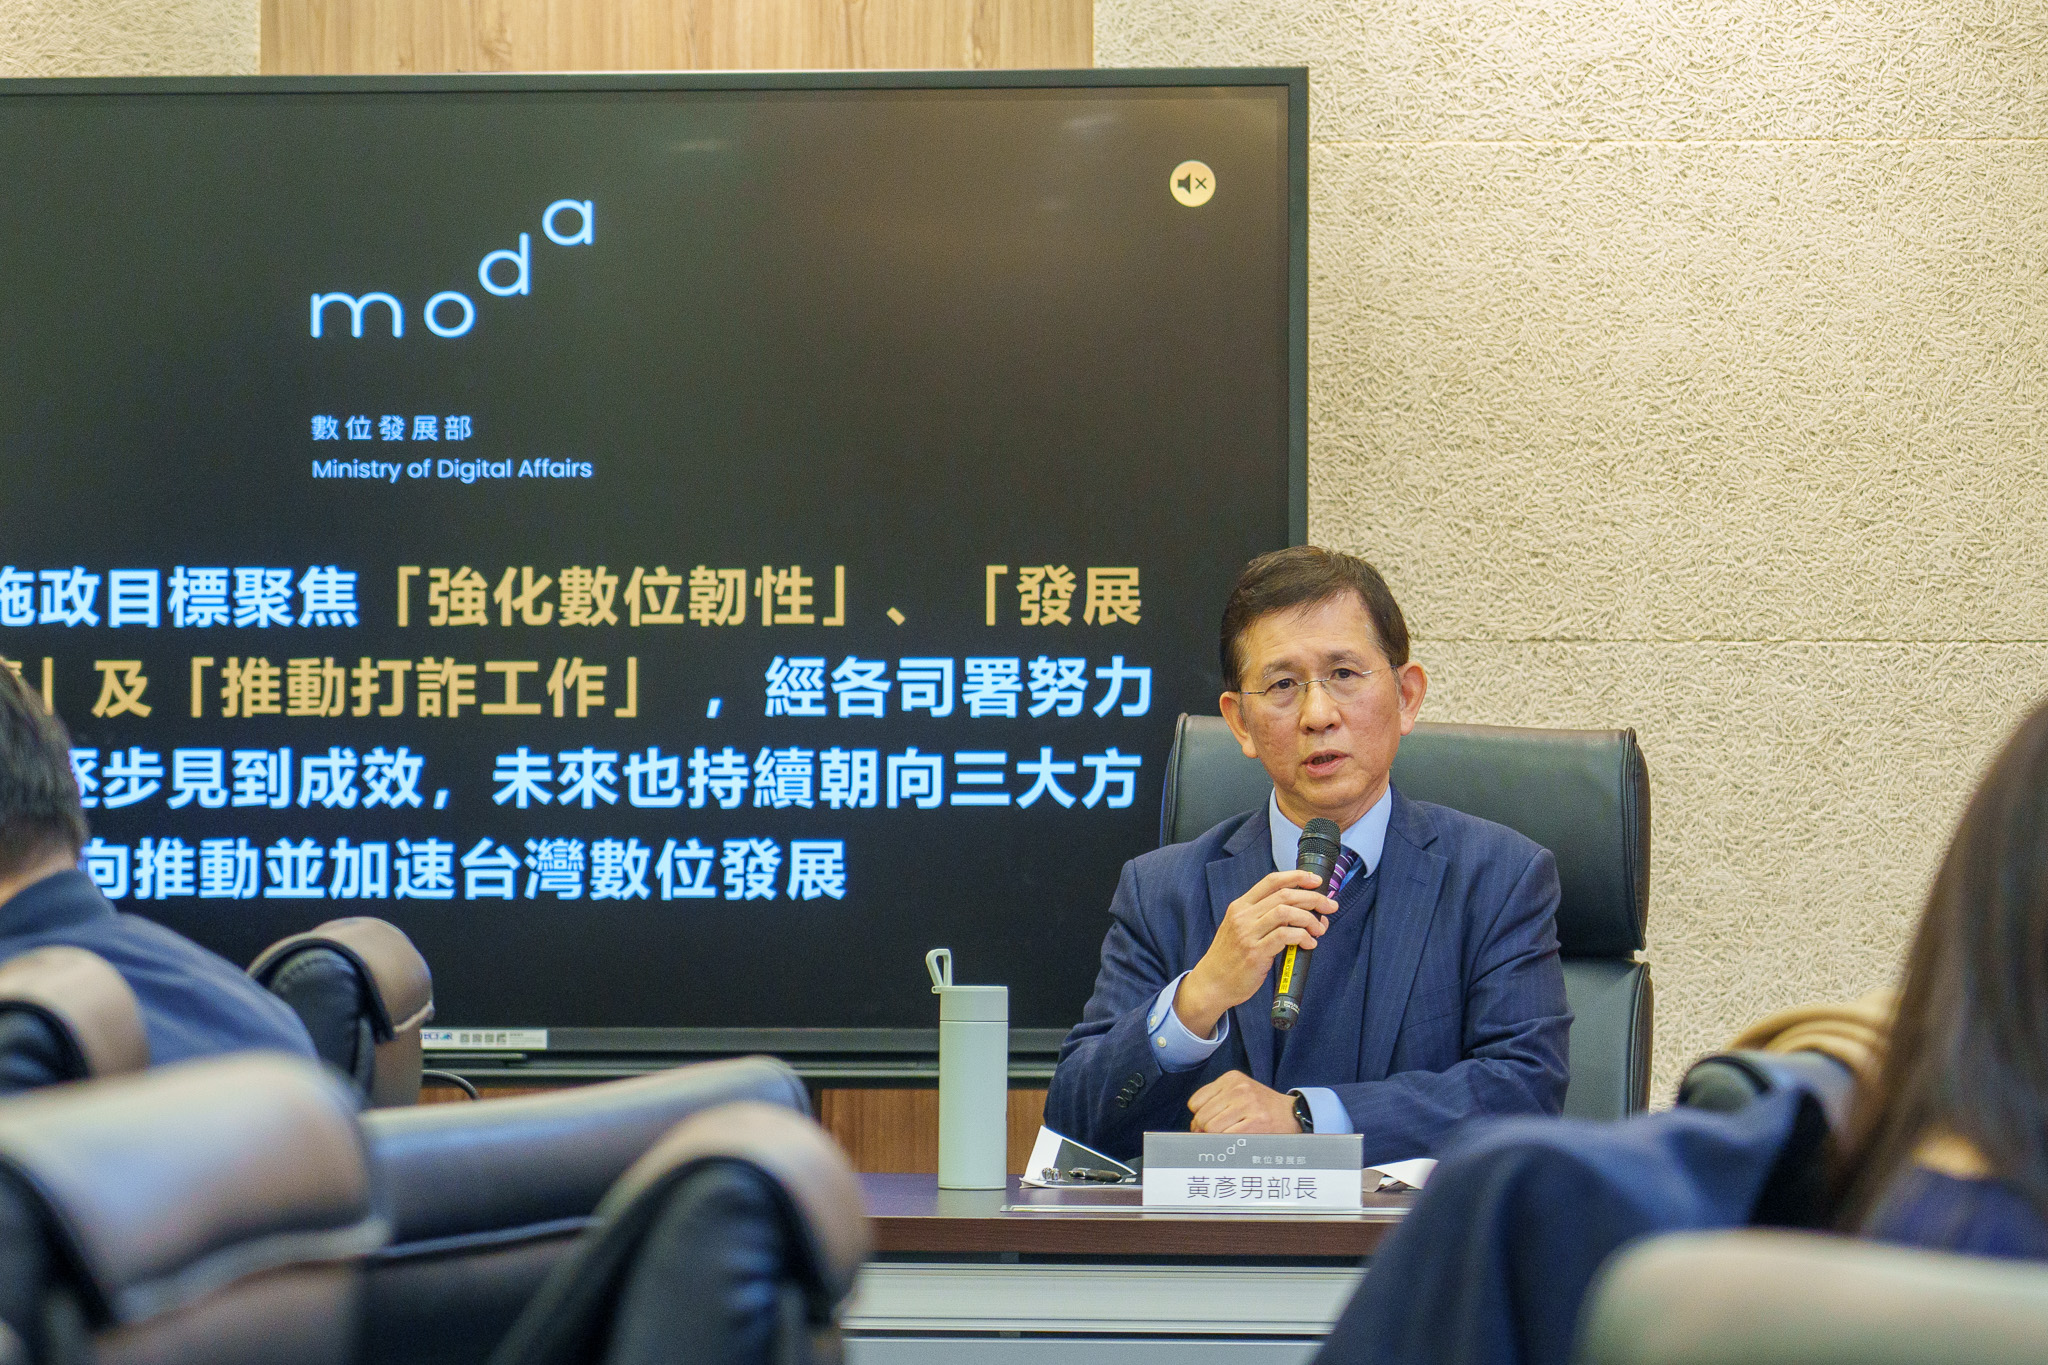 moda
數位發展部
Ministry of Digital Affairs
施政目標聚焦「強化數位韌性」、「發展
」及「推動打詐工作」，經各司署努力
逐步見到成效，未來也持續朝向三大方
向推動並加速台灣數位發展
moda 數位發展部
黃彥男部長